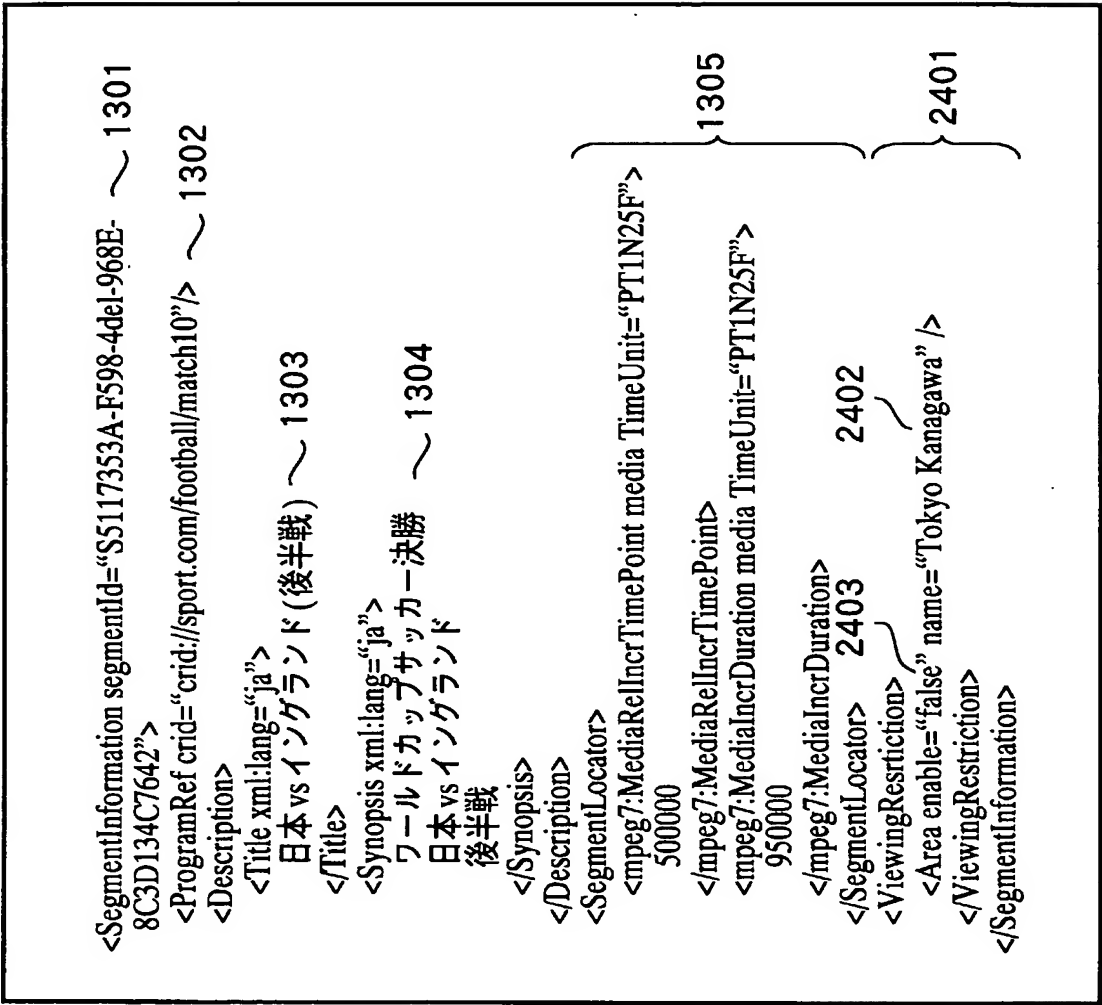 <SegmentInformation segmentId=“S5117353A-F598-4del-968E- ～ 1301
8C3D134C7642”>
<ProgramRef crid=“crid://sport.com/football/match10”/> ～ 1302
<Description>
<Title xml:lang=“ja”>
日本 vs イングランド (後半戦) ～ 1303
</Title>
<Synopsis xml:lang=“ja”>
ワールドカップサッカー決勝 ～ 1304
日本 vs イングランド
後半戦
</Synopsis>
</Description>
<SegmentLocator>
<mpeg7:MediaRelIncrTimePoint media TimeUnit=“PT1N25F”>
500000
</mpeg7:MediaRelIncrTimePoint>
<mpeg7:MediaIncrDuration media TimeUnit=“PT1N25F”>
950000
</mpeg7:MediaIncrDuration>
</SegmentLocator>
1305
2403 2402
<ViewingResrtiction>
<Area enable=“false” name=“Tokyo Kanagawa” />
</ViewingRestriction>
</SegmentInformation>
2401